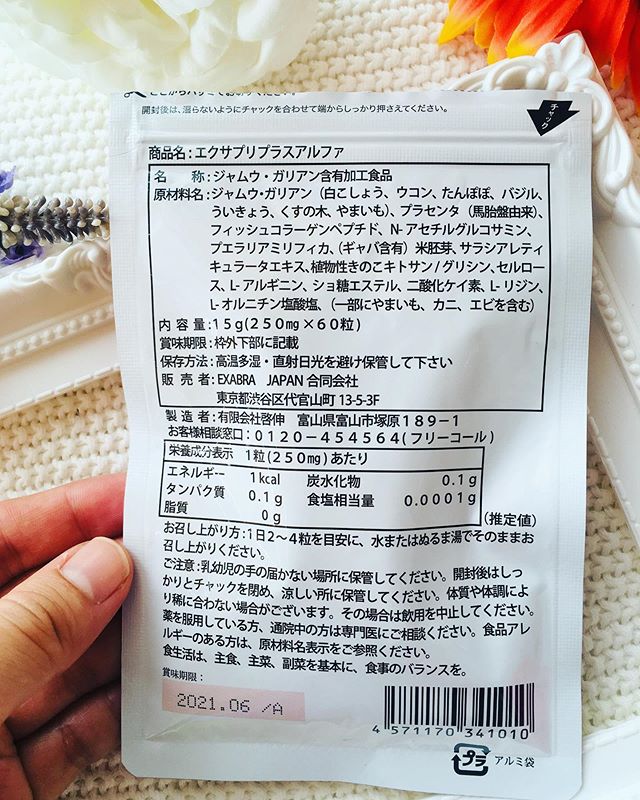 ここからハサミでお切りください。
開封後は、湿らないようにチャックを合わせて端からしっかり押さえてください。
チャック
商品名：エクサプリプラスアルファ
名　　称：ジャムウ・ガリアン含有加工食品
原材料名：ジャムウ・ガリアン（白こしょう、ウコン、たんぽぽ、バジル、
ういきょう、くすの木、やまいも）、プラセンタ（馬胎盤由来）、
フィッシュコラーゲンペプチド、N-アセチルグルコサミン、
プエラリアミリフィカ、（ギャバ含有）米胚芽、サラシアレティ
キュラータエキス、植物性きのこキトサン/グリシン、セルロー
ス、L-アルギニン、ショ糖エステル、二酸化ケイ素、L-リジン、
L-オルニチン塩酸塩、（一部にやまいも、カニ、エビを含む）
内 容 量：15g(250mg×60粒)
賞味期限：枠外下部に記載
保存方法：高温多湿・直射日光を避け保管して下さい
販 売 者：EXABRA　JAPAN 合同会社
東京都渋谷区代官山町 13-5-3F
製 造 者：有限会社啓伸　富山県富山市塚原189－1
お客様相談窓口：0120－454564(フリーコール)
栄養成分表示　1粒(250mg)あたり
エネルギー　1kcal　炭水化物　0.1g
タンパク質　0.1g　食塩相当量　0.0001g
脂質　0g
（推定値）
お召し上がり方：1日2～4粒を目安に、水またはぬるま湯でそのままお
召し上がりください。
ご注意：乳幼児の手の届かない場所に保管してください。開封後はしっ
かりとチャックを閉め、涼しい所に保管してください。体質や体調によ
り稀に合わない場合がございます。その場合は飲用を中止してください。
薬を服用している方、通院中の方は専門医にご相談ください。食品アレ
ルギーのある方は、原材料名表示をご参照ください。
食生活は、主食、主菜、副菜を基本に、食事のバランスを。
賞味期限：
2021.06 /A
4 571170 341010
プラ アルミ袋